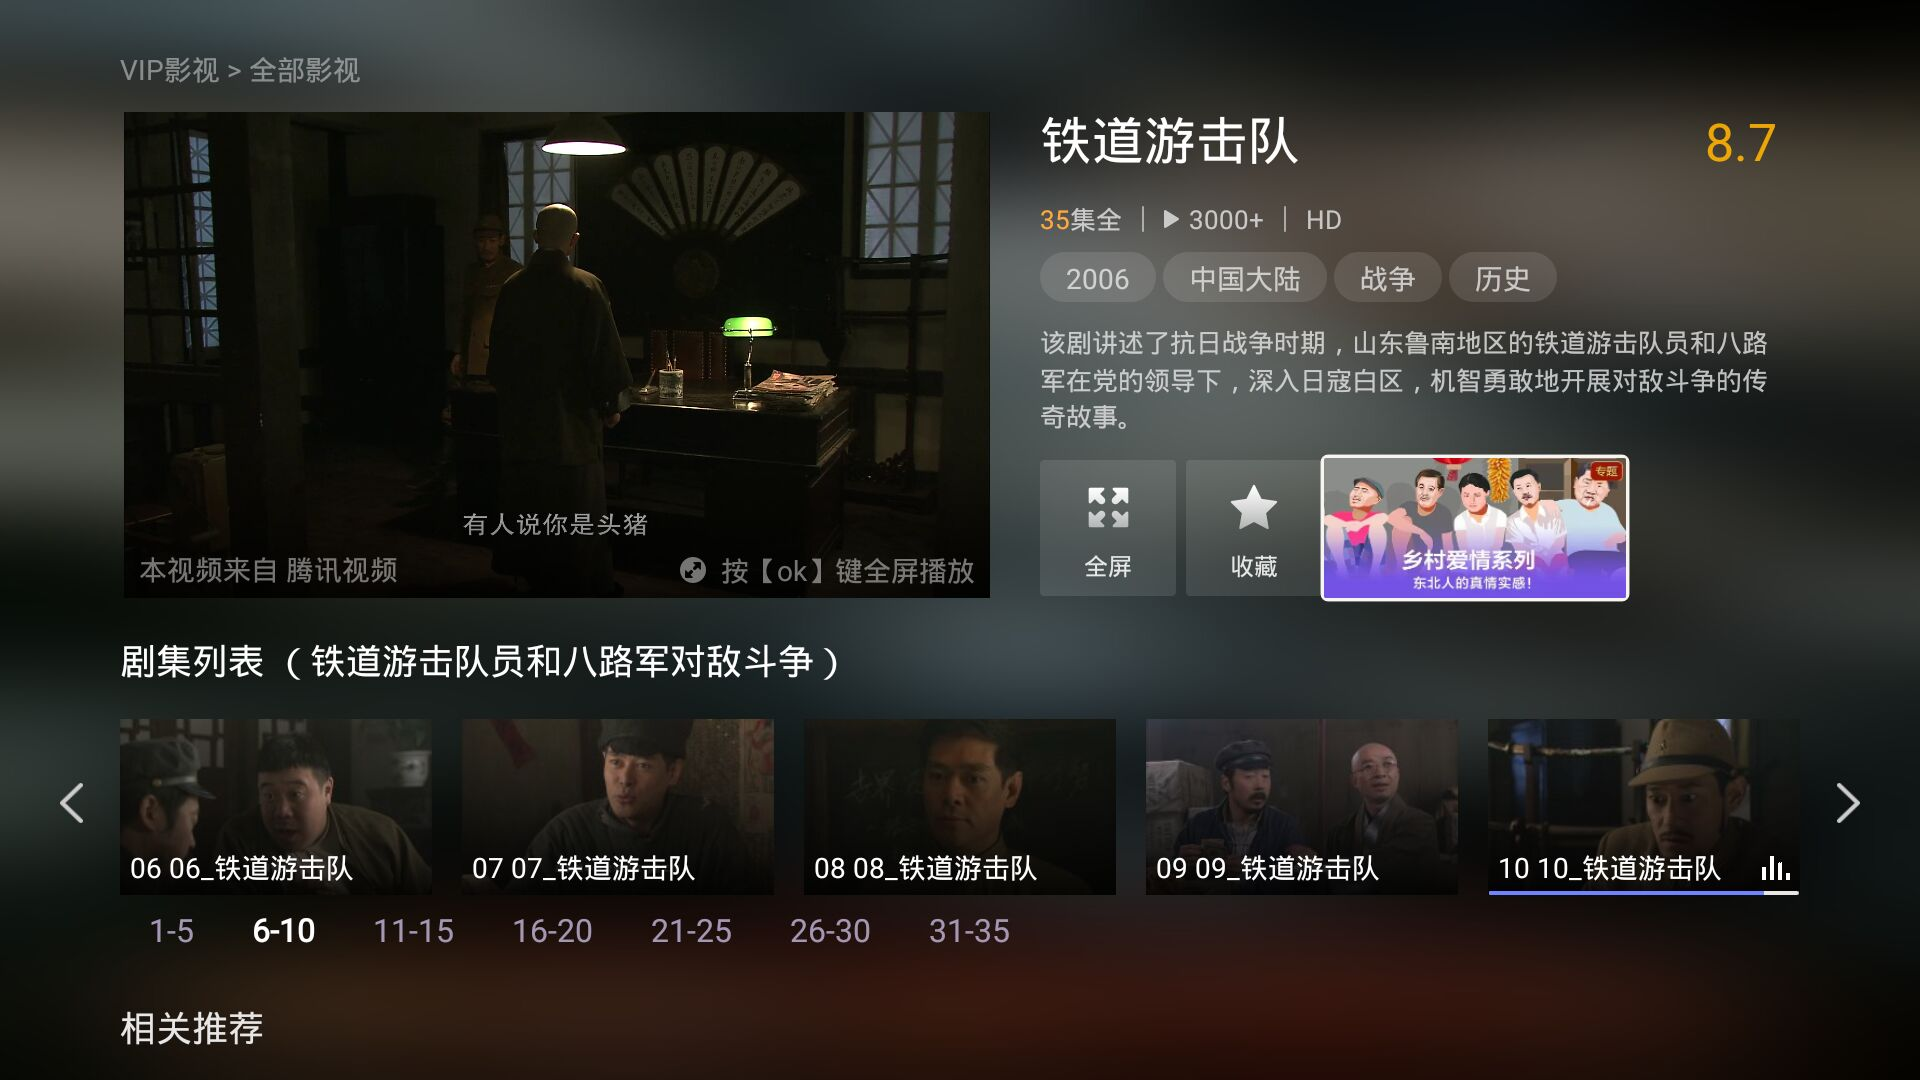 VIP影视 > 全部影视
有人说你是头猪
本视频来自 腾讯视频
按【ok】键全屏播放
铁道游击队
8.7
35集全 | 3000+ | HD
2006
中国大陆
战争
历史
该剧讲述了抗日战争时期，山东鲁南地区的铁道游击队员和八路
军在党的领导下，深入日寇白区，机智勇敢地开展对敌斗争的传
奇故事。
全屏
收藏
专题
乡村爱情系列
东北人的真情实感！
剧集列表 （铁道游击队员和八路军对敌斗争）
06 06_铁道游击队
07 07_铁道游击队
08 08_铁道游击队
09 09_铁道游击队
10 10_铁道游击队
1-5 6-10 11-15 16-20 21-25 26-30 31-35
相关推荐